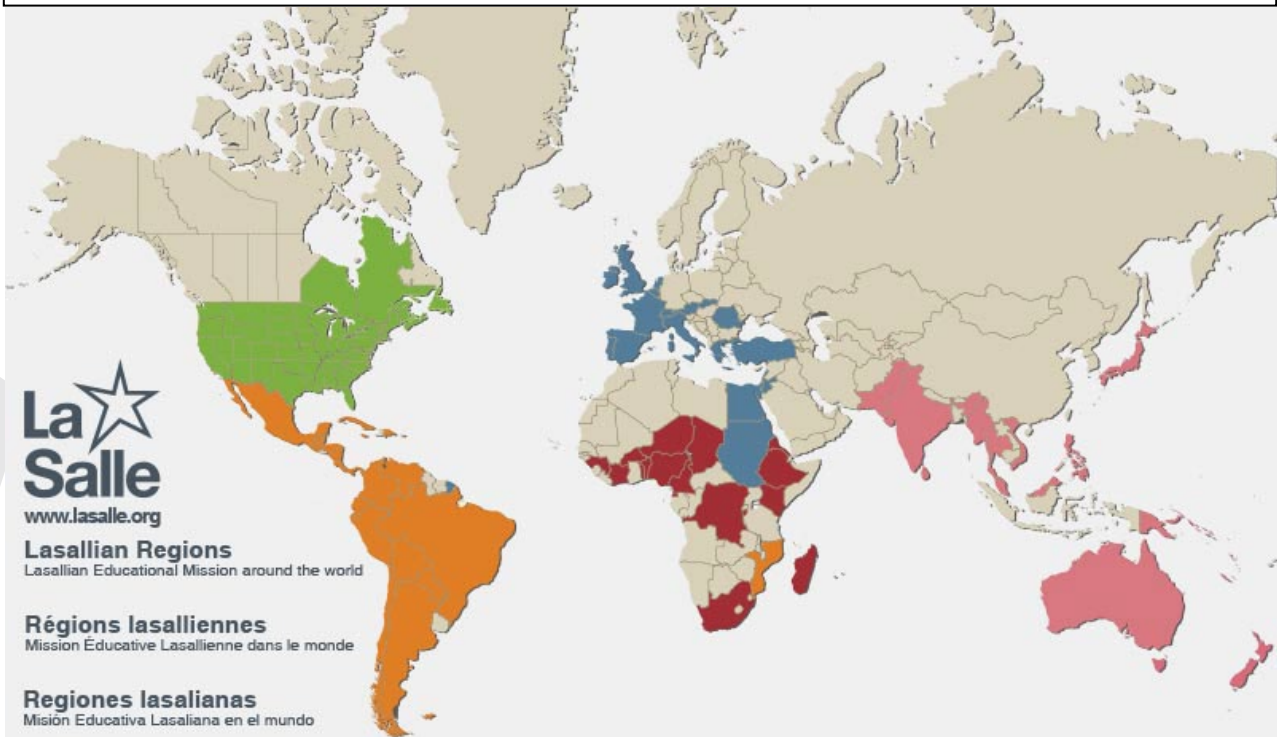 La
Salle
www.lasalle.org
Lasallian Regions
Lasallian Educational Mission around the world
Régions lasalliennes
Mission Éducative Lasallienne dans le monde
Regiones lasalianas
Misión Educativa Lasaliana en el mundo